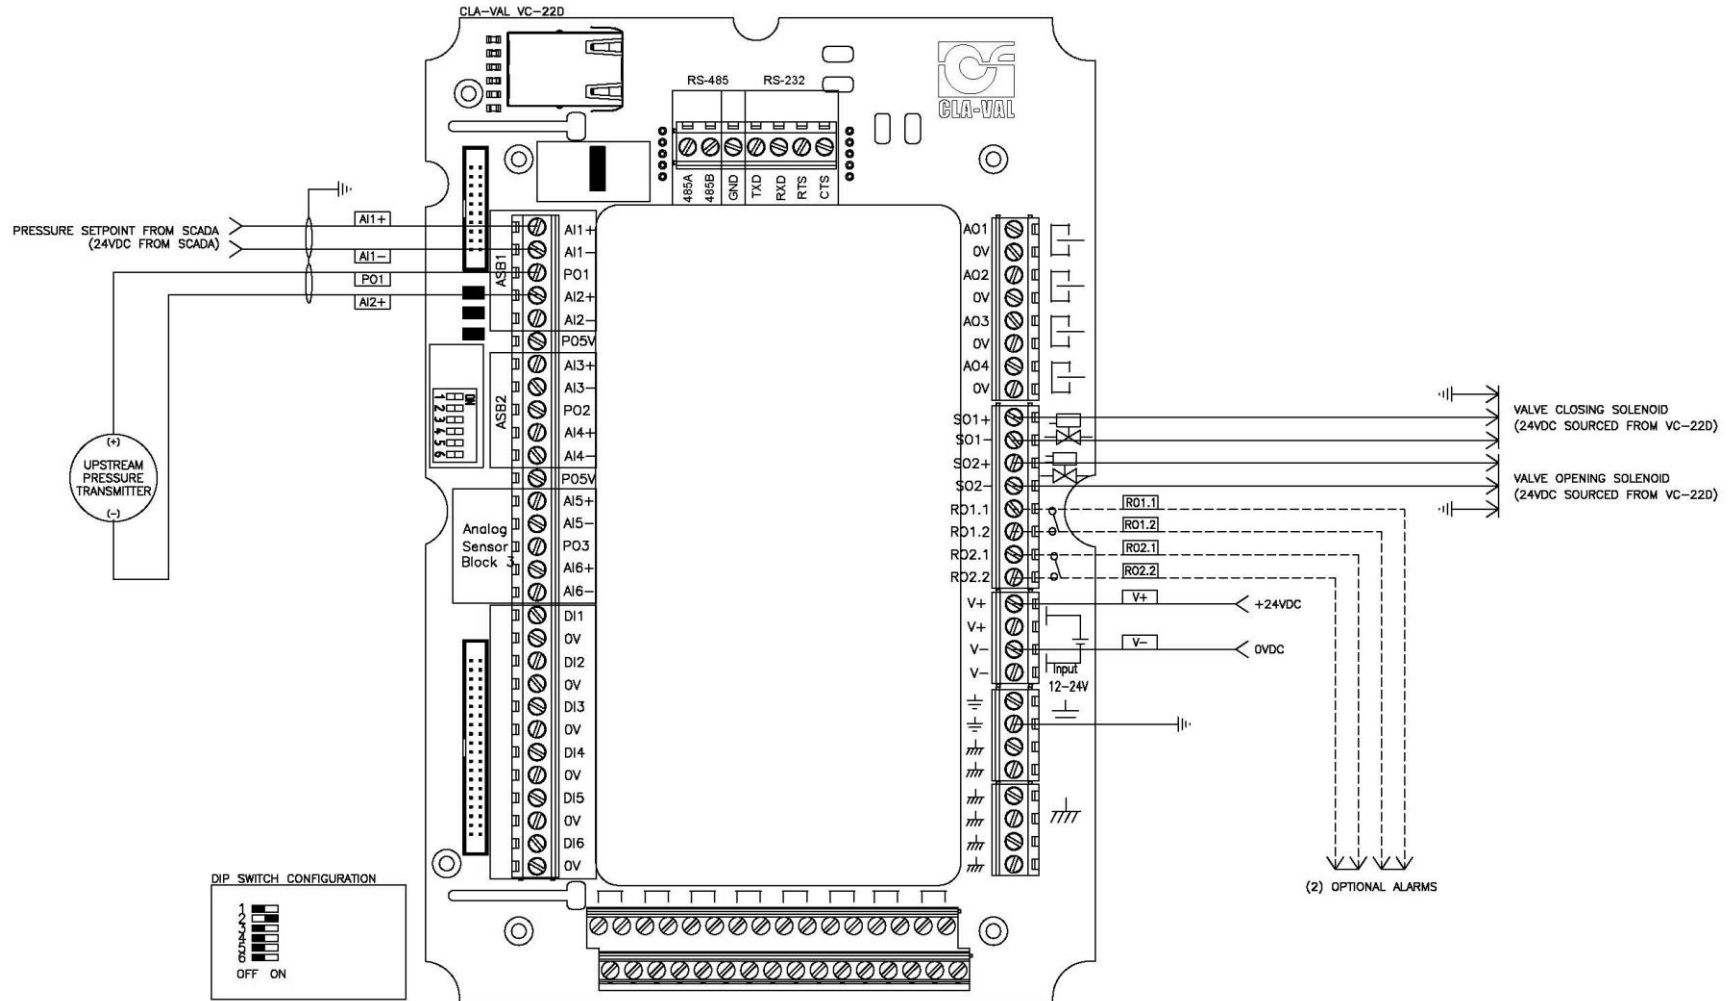 CLA-VAL VC-22D
CLA-VAL
RS-485
RS-232
485A
485B
GND
TXD
RXD
RTS
CTS
PRESSURE SETPOINT FROM SCADA
(24VDC FROM SCADA)
AI1+
AI1-
PO1
AI2+
UPSTREAM
PRESSURE
TRANSMITTER
(+)
(-)
ASB1
AI1+
AI1-
PO1
AI2+
AI2-
PO5V
ASB2
AI3+
AI3-
PO2
AI4+
AI4-
PO5V
Analog
Sensor
Block 3
AI5+
AI5-
PO3
AI6+
AI6-
DI1
0V
DI2
0V
DI3
0V
DI4
0V
DI5
0V
DI6
0V
ON
1
2
3
4
5
6
AO1
0V
AO2
0V
AO3
0V
AO4
0V
SO1+
SO1-
SO2+
SO2-
RO1.1
RO1.2
RO2.1
RO2.2
V+
V+
V-
V-
Input
12-24V
RO1.1
RO1.2
RO2.1
RO2.2
V+
V-
+24VDC
0VDC
VALVE CLOSING SOLENOID
(24VDC SOURCED FROM VC-22D)
VALVE OPENING SOLENOID
(24VDC SOURCED FROM VC-22D)
(2) OPTIONAL ALARMS
DIP SWITCH CONFIGURATION
1
2
3
4
5
6
OFF ON